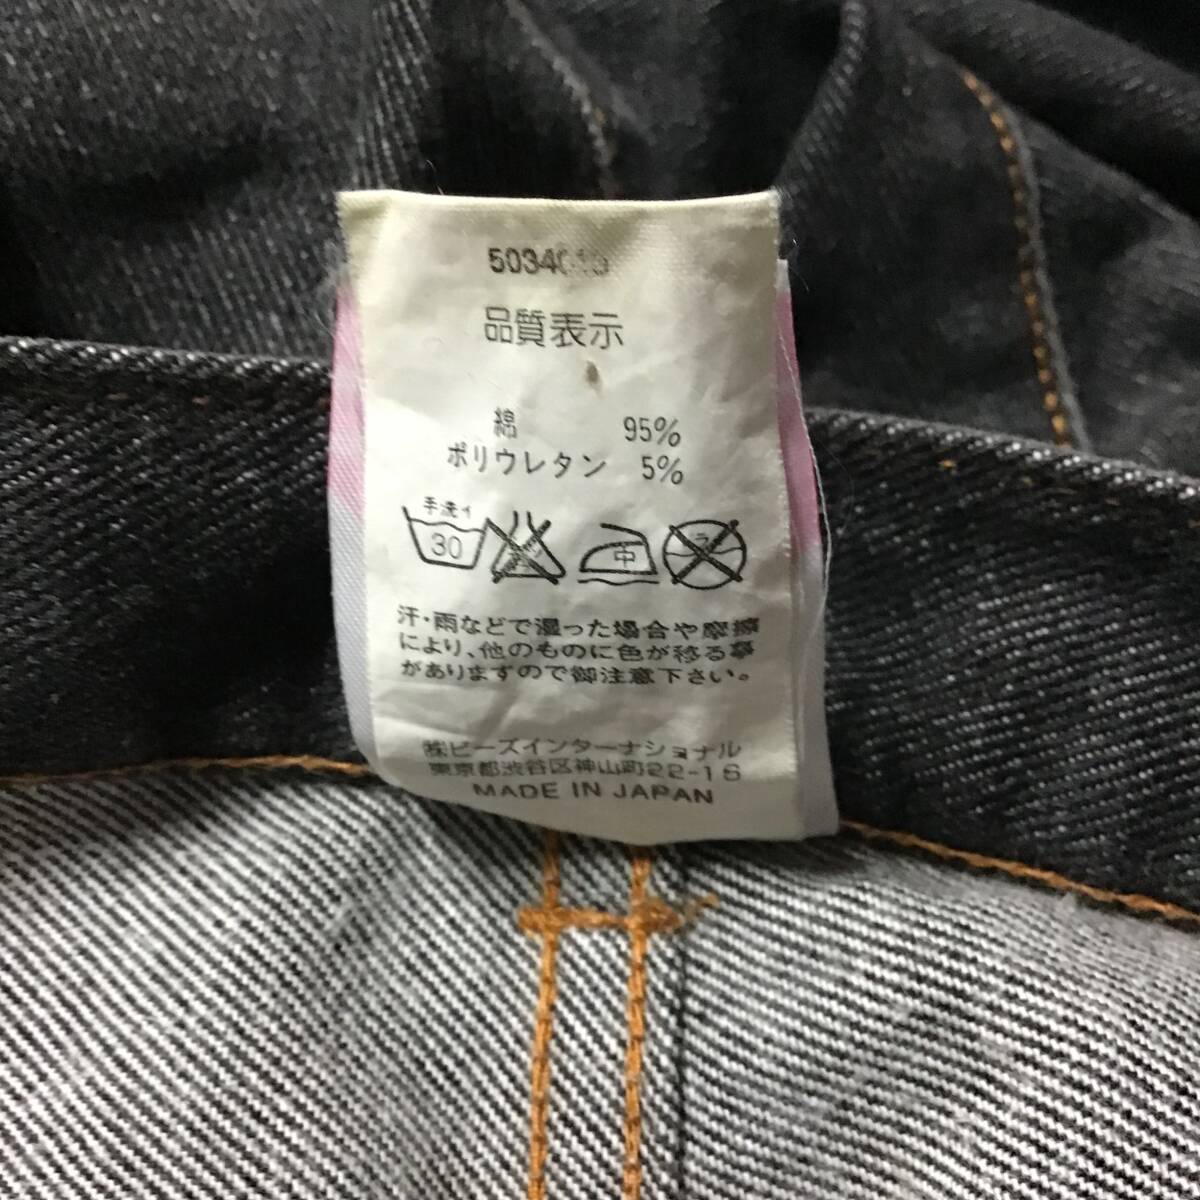 品質表示
綿 95%
ポリウレタン 5%
手洗イ
30
中
汗・雨などで湿った場合や摩擦
により、他のものに色が移る事
がありますので御注意下さい。
㈱ビーズインターナショナル
東京都渋谷区神山町22-16
MADE IN JAPAN